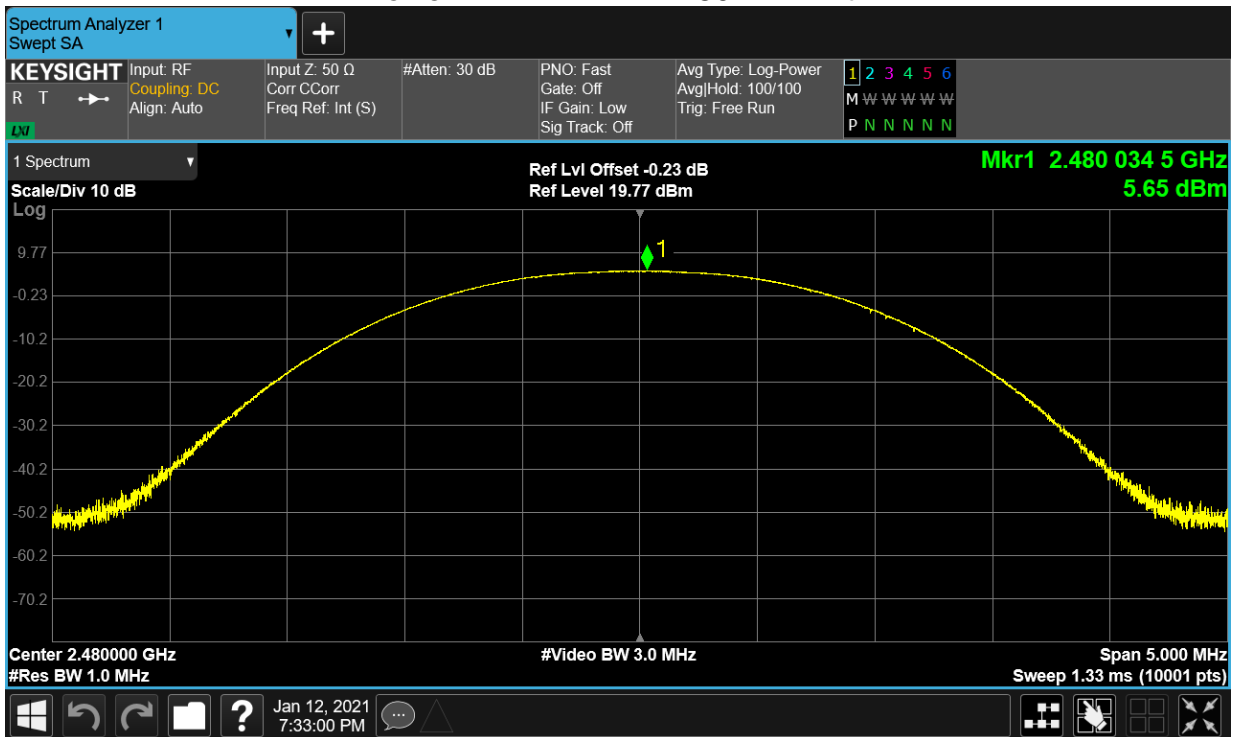 Spectrum Analyzer 1
Swept SA
KEYSIGHT Input: RF Input Z: 50 Ω #Atten: 30 dB PNO: Fast Avg Type: Log-Power 1 2 3 4 5 6
R T Coupling: DC Corr CCorr Gate: Off Avg|Hold: 100/100 M W W W W W
Align: Auto Freq Ref: Int (S) IF Gain: Low Trig: Free Run
LXI Sig Track: Off P N N N N N
1 Spectrum Ref Lvl Offset -0.23 dB Mkr1 2.480 034 5 GHz
Scale/Div 10 dB Ref Level 19.77 dBm 5.65 dBm
Log
1
9.77
-0.23
-10.2
-20.2
-30.2
-40.2
-50.2
-60.2
-70.2
Center 2.480000 GHz #Video BW 3.0 MHz Span 5.000 MHz
#Res BW 1.0 MHz Sweep 1.33 ms (10001 pts)
? Jan 12, 2021
7:33:00 PM